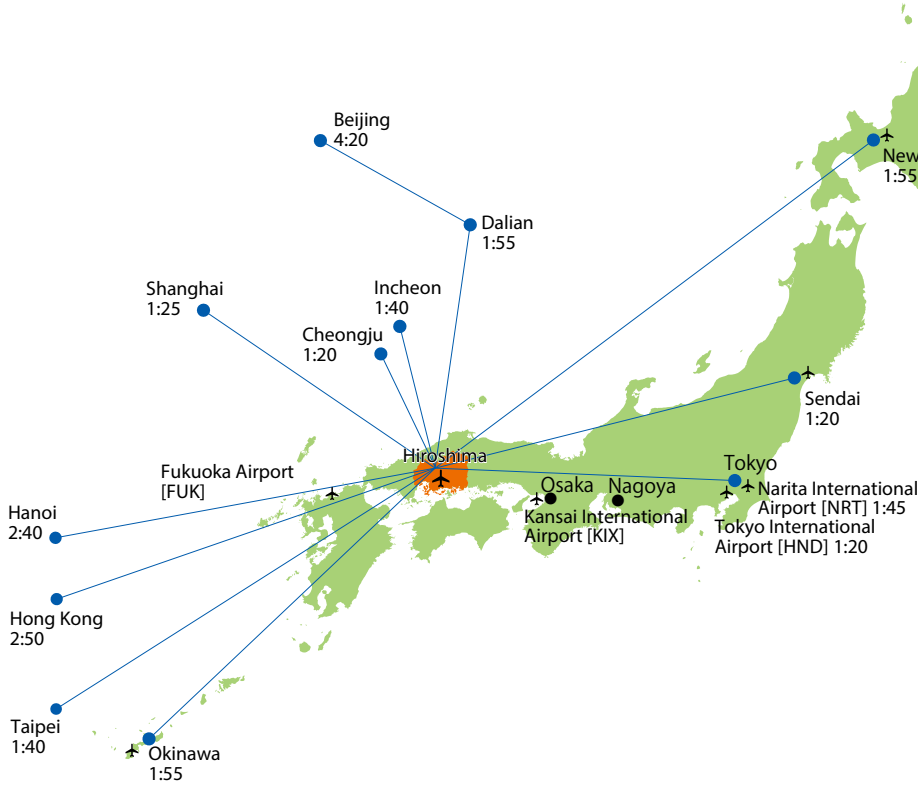 Beijing
4:20
New
1:55
Dalian
1:55
Shanghai
1:25
Incheon
1:40
Cheongju
1:20
Sendai
1:20
Hiroshima
Fukuoka Airport
[FUK]
Tokyo
Osaka
Nagoya
Narita International
Airport [NRT] 1:45
Kansai International
Airport [KIX]
Tokyo International
Airport [HND] 1:20
Hanoi
2:40
Hong Kong
2:50
Taipei
1:40
Okinawa
1:55